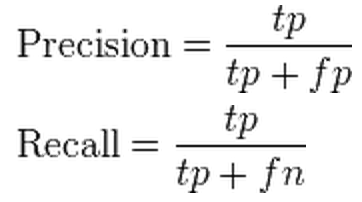 Precision = tp / tp + fp
Recall = tp / tp + fn